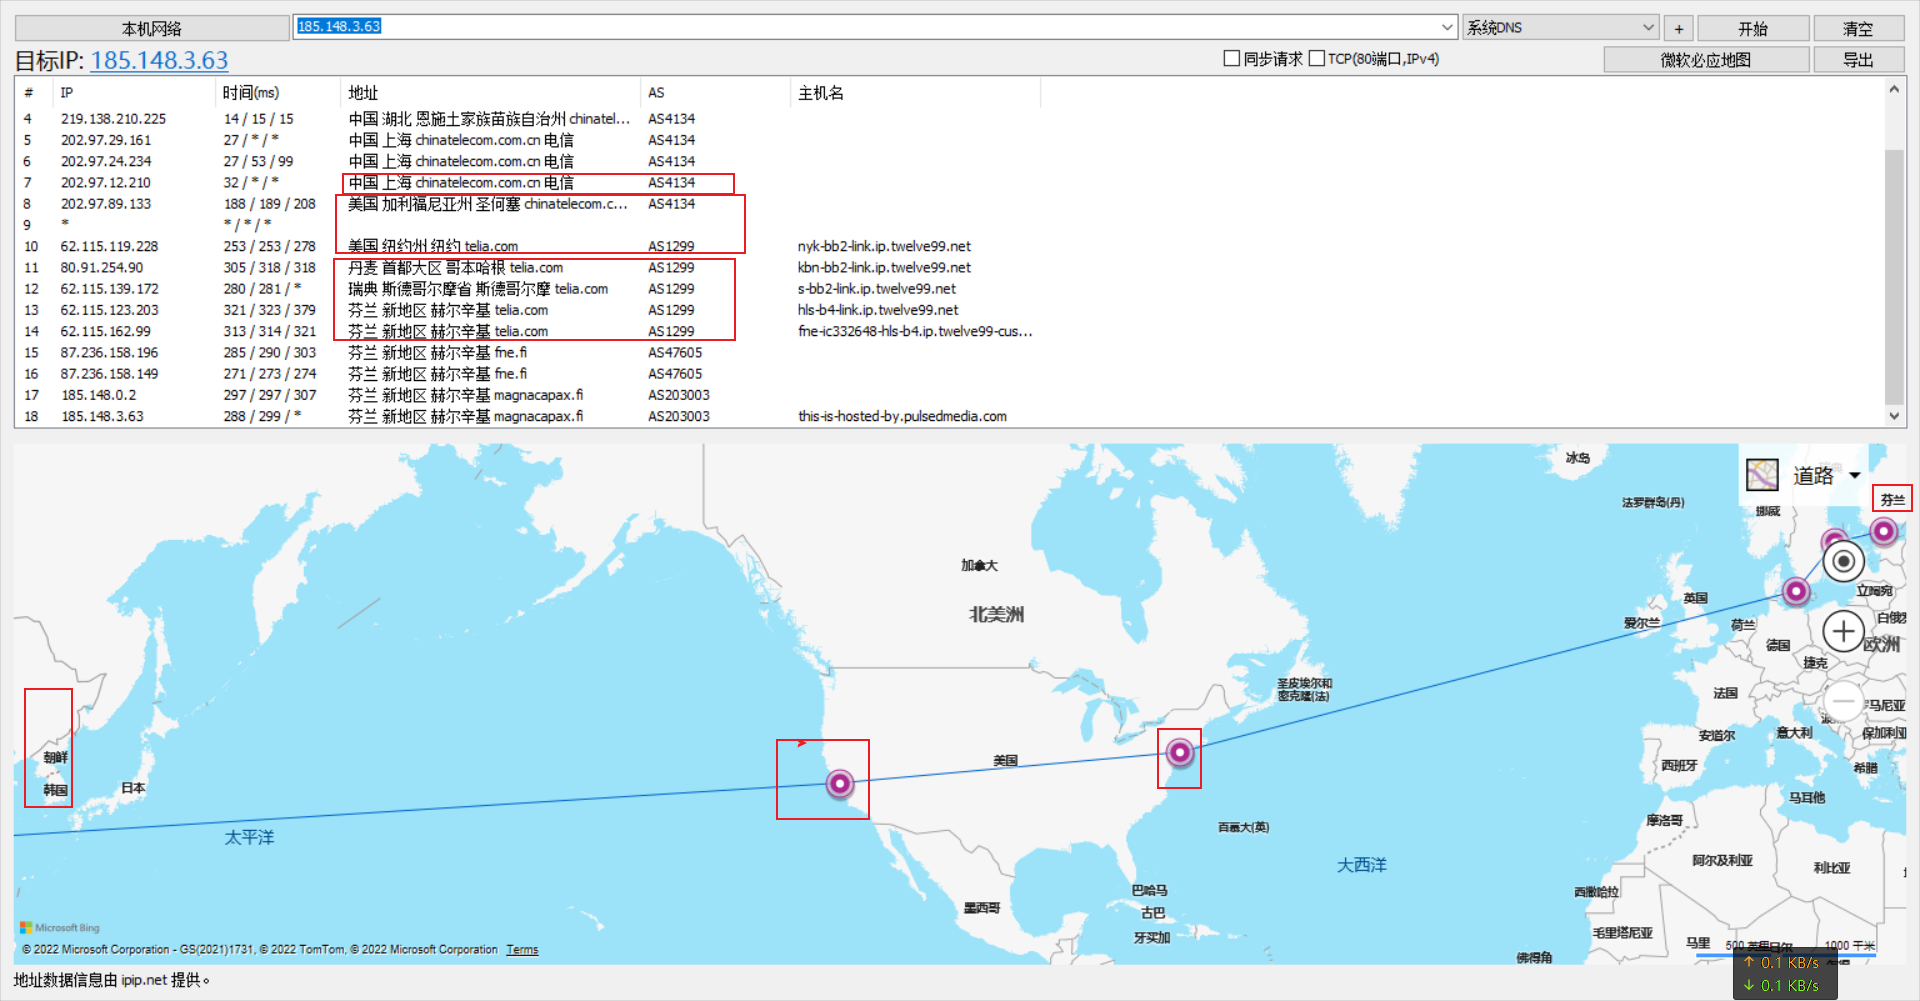 本机网络 185.148.3.63 系统DNS + 开始 清空
目标IP: 185.148.3.63 同步请求 TCP(80端口,IPv4) 微软必应地图 导出
# IP 时间(ms) 地址 AS 主机名
4 219.138.210.225 14 / 15 / 15 中国 湖北 恩施土家族苗族自治州 chinatel... AS4134
5 202.97.29.161 27 / * / * 中国 上海 chinatelecom.com.cn 电信 AS4134
6 202.97.24.234 27 / 53 / 99 中国 上海 chinatelecom.com.cn 电信 AS4134
7 202.97.12.210 32 / * / * 中国 上海 chinatelecom.com.cn 电信 AS4134
8 202.97.89.133 188 / 189 / 208 美国 加利福尼亚州 圣何塞 chinatelecom.c... AS4134
9 * * / * / *
10 62.115.119.228 253 / 253 / 278 美国 纽约州 纽约 telia.com AS1299 nyk-bb2-link.ip.twelve99.net
11 80.91.254.90 305 / 318 / 318 丹麦 首都大区 哥本哈根 telia.com AS1299 kbn-bb2-link.ip.twelve99.net
12 62.115.139.172 280 / 281 / * 瑞典 斯德哥尔摩省 斯德哥尔摩 telia.com AS1299 s-bb2-link.ip.twelve99.net
13 62.115.123.203 321 / 323 / 379 芬兰 新地区 赫尔辛基 telia.com AS1299 hls-b4-link.ip.twelve99.net
14 62.115.162.99 313 / 314 / 321 芬兰 新地区 赫尔辛基 telia.com AS1299 fne-ic332648-hls-b4.ip.twelve99-cus...
15 87.236.158.196 285 / 290 / 303 芬兰 新地区 赫尔辛基 fne.fi AS47605
16 87.236.158.149 271 / 273 / 274 芬兰 新地区 赫尔辛基 fne.fi AS47605
17 185.148.0.2 297 / 297 / 307 芬兰 新地区 赫尔辛基 magnacapax.fi AS203003
18 185.148.3.63 288 / 299 / * 芬兰 新地区 赫尔辛基 magnacapax.fi AS203003 this-is-hosted-by.pulsedmedia.com
冰岛
道路
芬兰
法罗群岛(丹)
挪威
加拿大
北美洲
英国
立陶宛
爱尔兰
荷兰
白俄罗
德国
欧洲
捷克
圣皮埃尔和
密克隆(法)
法国
罗马尼亚
安道尔
意大利
保加利亚
朝鲜
美国
西班牙
希腊
韩国
日本
马耳他
太平洋
百慕大(英)
摩洛哥
大西洋
阿尔及利亚
利比亚
巴哈马
西撒哈拉
墨西哥
古巴
牙买加
毛里塔尼亚
马里
500 英里
1000 千米
佛得角
Microsoft Bing
© 2022 Microsoft Corporation - GS(2021)1731, © 2022 TomTom, © 2022 Microsoft Corporation Terms
↑ 0.1 KB/s
↓ 0.1 KB/s
地址数据信息由 ipip.net 提供。